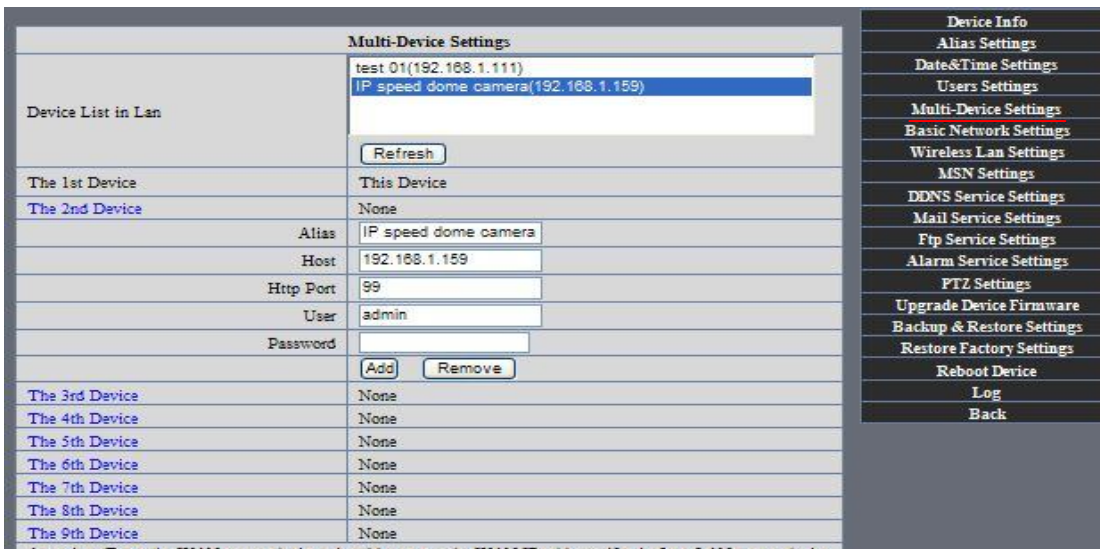 Multi-Device Settings
Device List in Lan
test 01(192.168.1.111)
IP speed dome camera(192.168.1.159)
Refresh
The 1st Device This Device
The 2nd Device None
Alias IP speed dome camera
Host 192.168.1.159
Http Port 99
User admin
Password
Add Remove
The 3rd Device None
The 4th Device None
The 5th Device None
The 6th Device None
The 7th Device None
The 8th Device None
The 9th Device None
Device Info
Alias Settings
Date&Time Settings
Users Settings
Multi-Device Settings
Basic Network Settings
Wireless Lan Settings
MSN Settings
DDNS Service Settings
Mail Service Settings
Ftp Service Settings
Alarm Service Settings
PTZ Settings
Upgrade Device Firmware
Backup & Restore Settings
Restore Factory Settings
Reboot Device
Log
Back